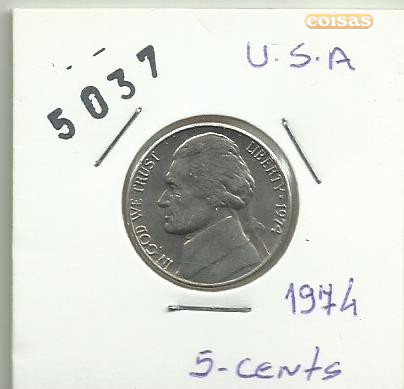 coisas
5037
U.S.A
IN GOD WE TRUST
LIBERTY · 1974
1974
5-cents